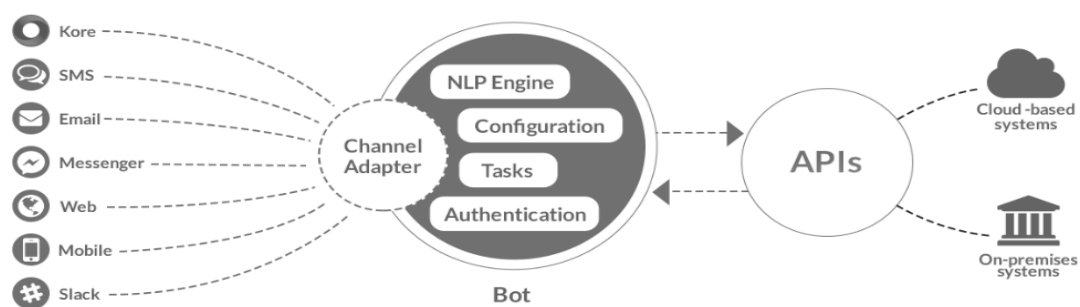 Kore
SMS
Email
Messenger
Web
Mobile
Slack
Channel
Adapter
NLP Engine
Configuration
Tasks
Authentication
Bot
APIs
Cloud -based
systems
On-premises
systems